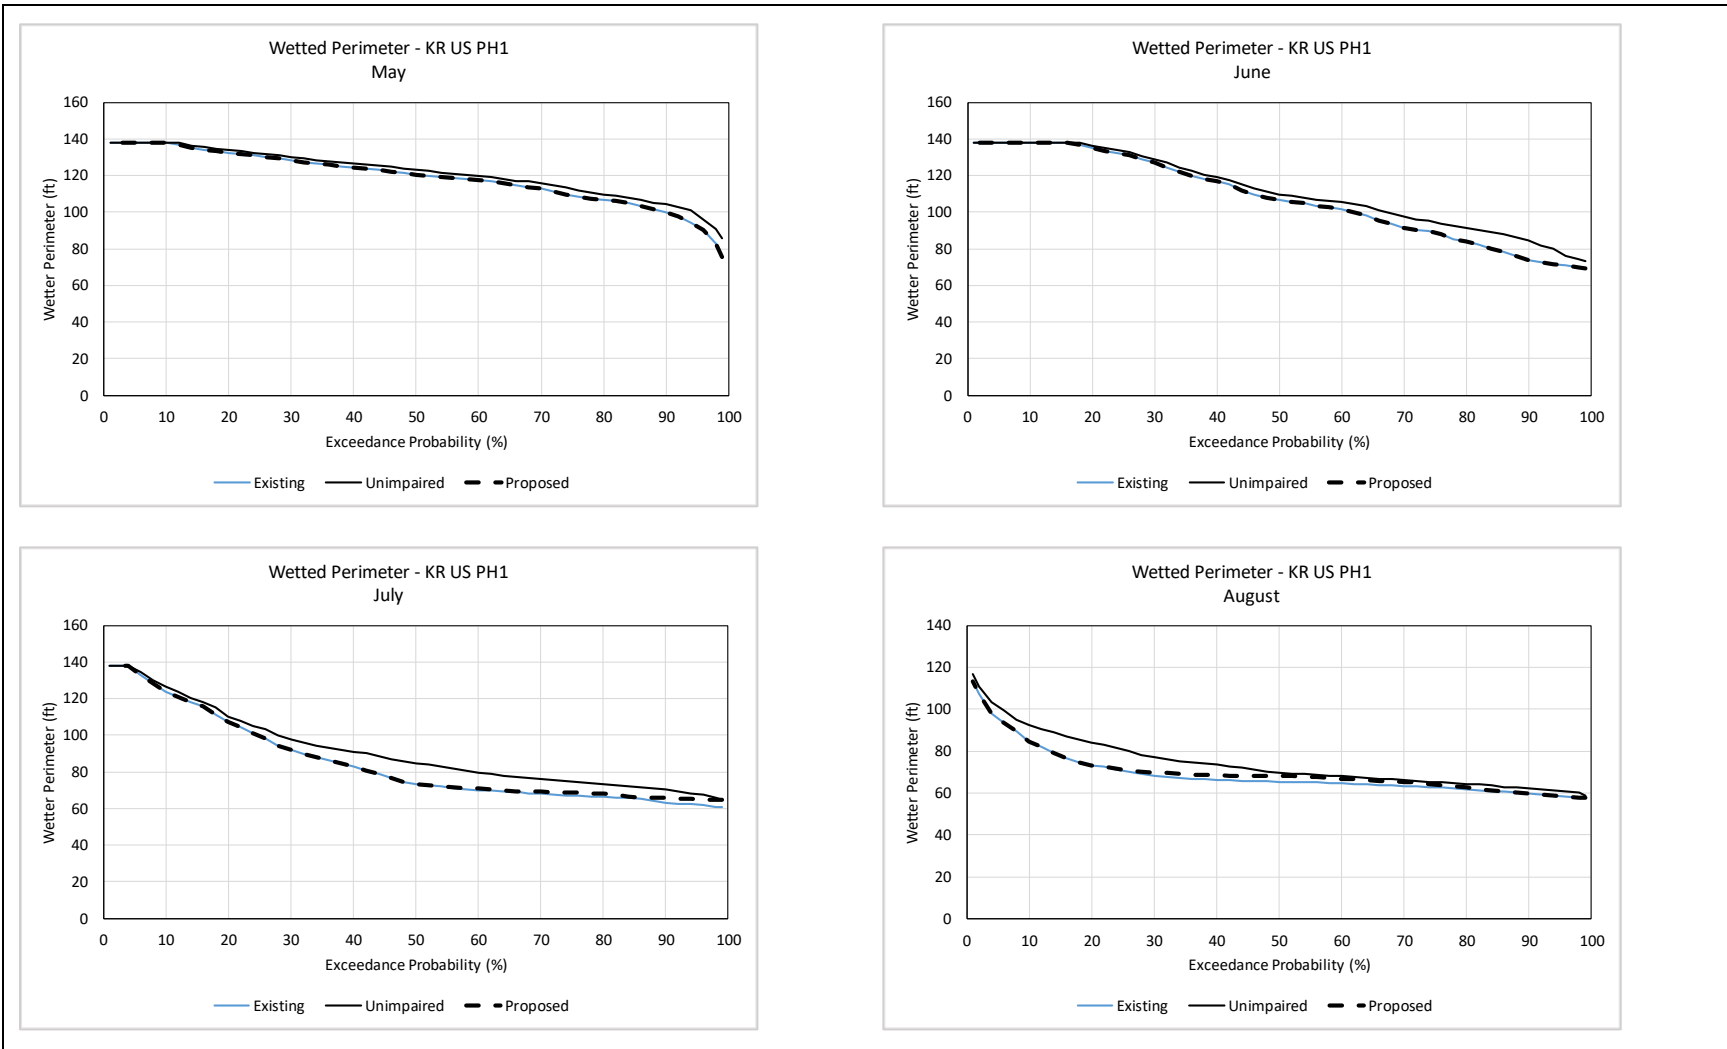 Wetted Perimeter - KR US PH1
May
Wetter Perimeter (ft)
160
140
120
100
80
60
40
20
0
0 10 20 30 40 50 60 70 80 90 100
Exceedance Probability (%)
Existing Unimpaired Proposed
Wetted Perimeter - KR US PH1
June
Wetter Perimeter (ft)
160
140
120
100
80
60
40
20
0
0 10 20 30 40 50 60 70 80 90 100
Exceedance Probability (%)
Existing Unimpaired Proposed
Wetted Perimeter - KR US PH1
July
Wetter Perimeter (ft)
160
140
120
100
80
60
40
20
0
0 10 20 30 40 50 60 70 80 90 100
Exceedance Probability (%)
Existing Unimpaired Proposed
Wetted Perimeter - KR US PH1
August
Wetter Perimeter (ft)
140
120
100
80
60
40
20
0
0 10 20 30 40 50 60 70 80 90 100
Exceedance Probability (%)
Existing Unimpaired Proposed